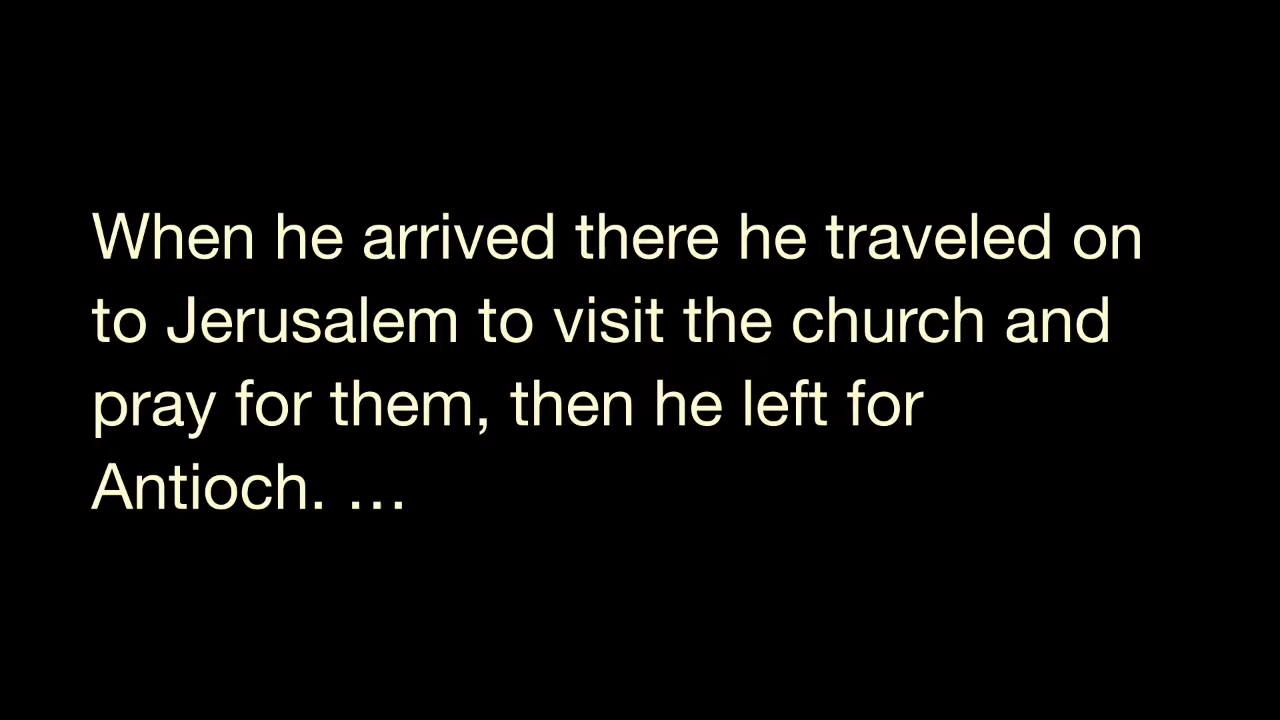 When he arrived there he traveled on
to Jerusalem to visit the church and
pray for them, then he left for
Antioch. …